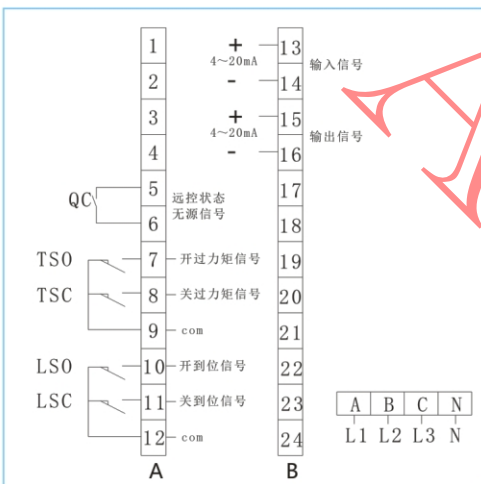 1 + 13
4～20mA 输入信号
2 - 14
3 + 15
4～20mA 输出信号
4 - 16
QC 5 远控状态 17
6 无源信号 18
TSO 7 开过力矩信号 19
TSC 8 关过力矩信号 20
9 com 21
LSO 10 开到位信号 22
LSC 11 关到位信号 23 A B C N
12 com 24 L1 L2 L3 N
A B